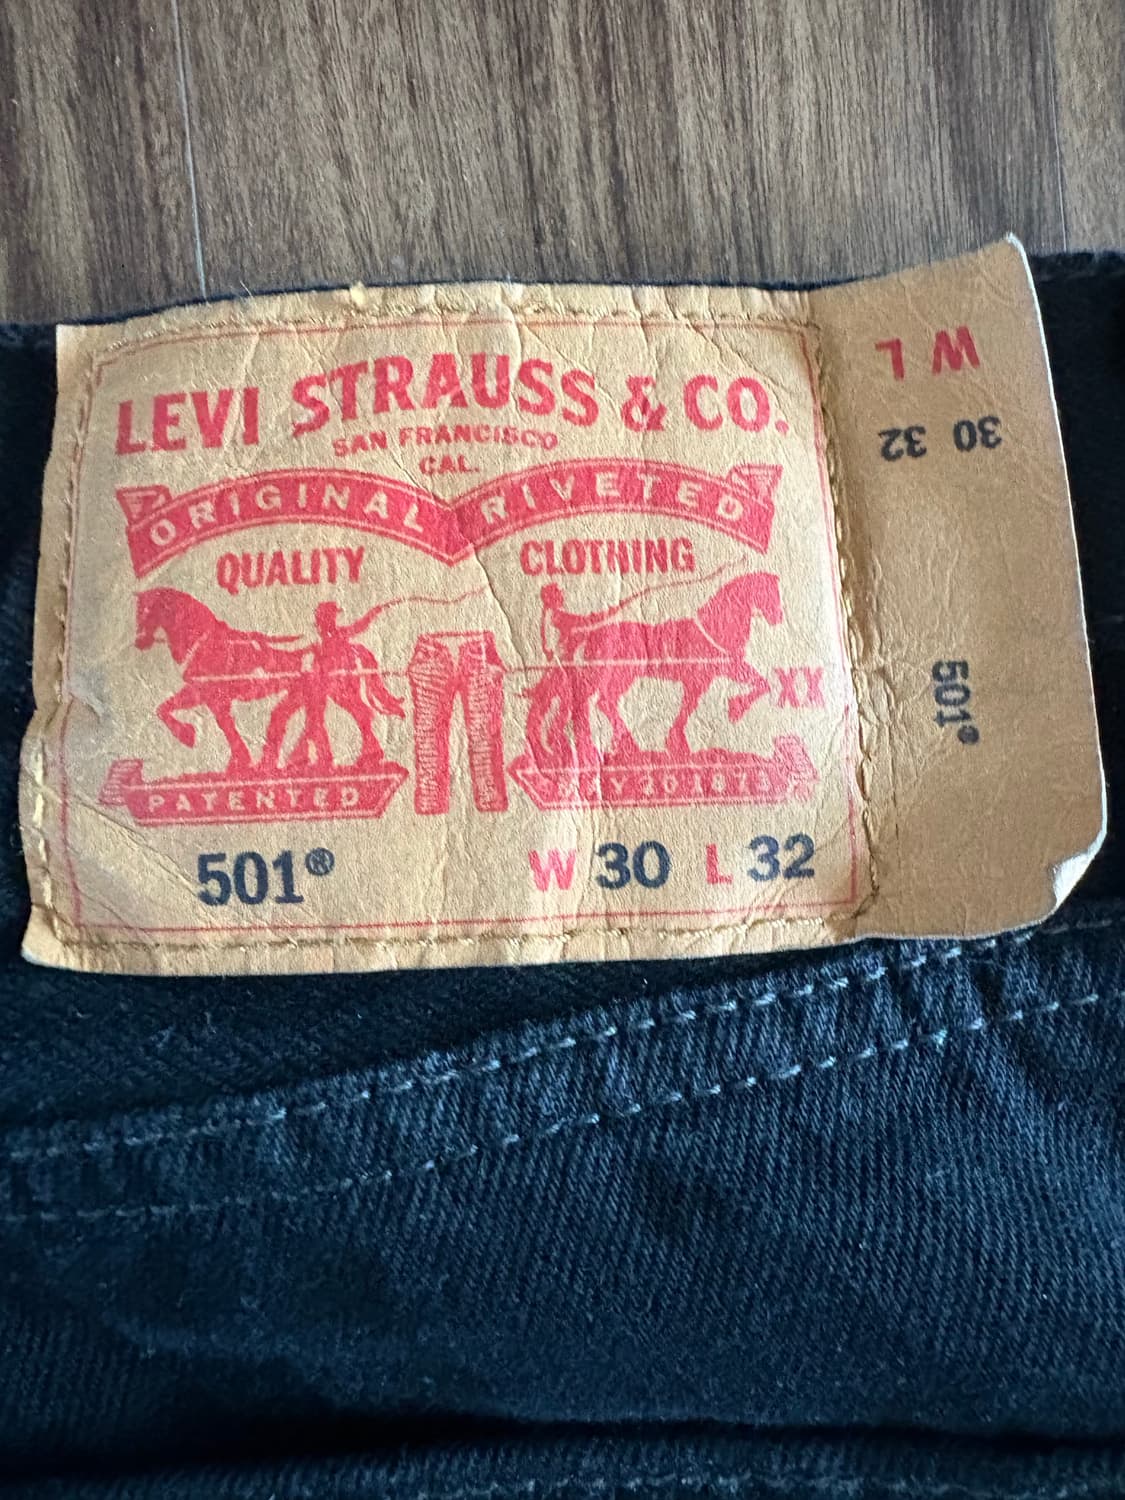 LEVI STRAUSS & CO.
SAN FRANCISCO
CAL.
ORIGINAL RIVETED
QUALITY CLOTHING
XX
PATENTED
501® W 30 L 32
W L
30 32
501®